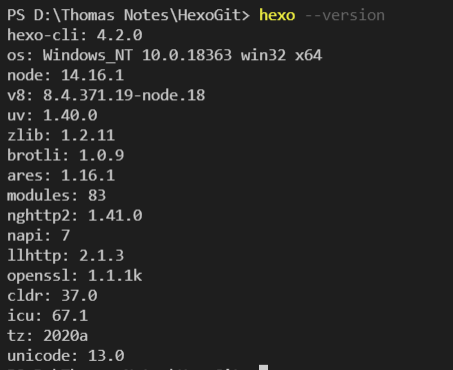 PS D:\Thomas Notes\HexoGit> hexo --version
hexo-cli: 4.2.0
os: Windows_NT 10.0.18363 win32 x64
node: 14.16.1
v8: 8.4.371.19-node.18
uv: 1.40.0
zlib: 1.2.11
brotli: 1.0.9
ares: 1.16.1
modules: 83
nghttp2: 1.41.0
napi: 7
llhttp: 2.1.3
openssl: 1.1.1k
cldr: 37.0
icu: 67.1
tz: 2020a
unicode: 13.0